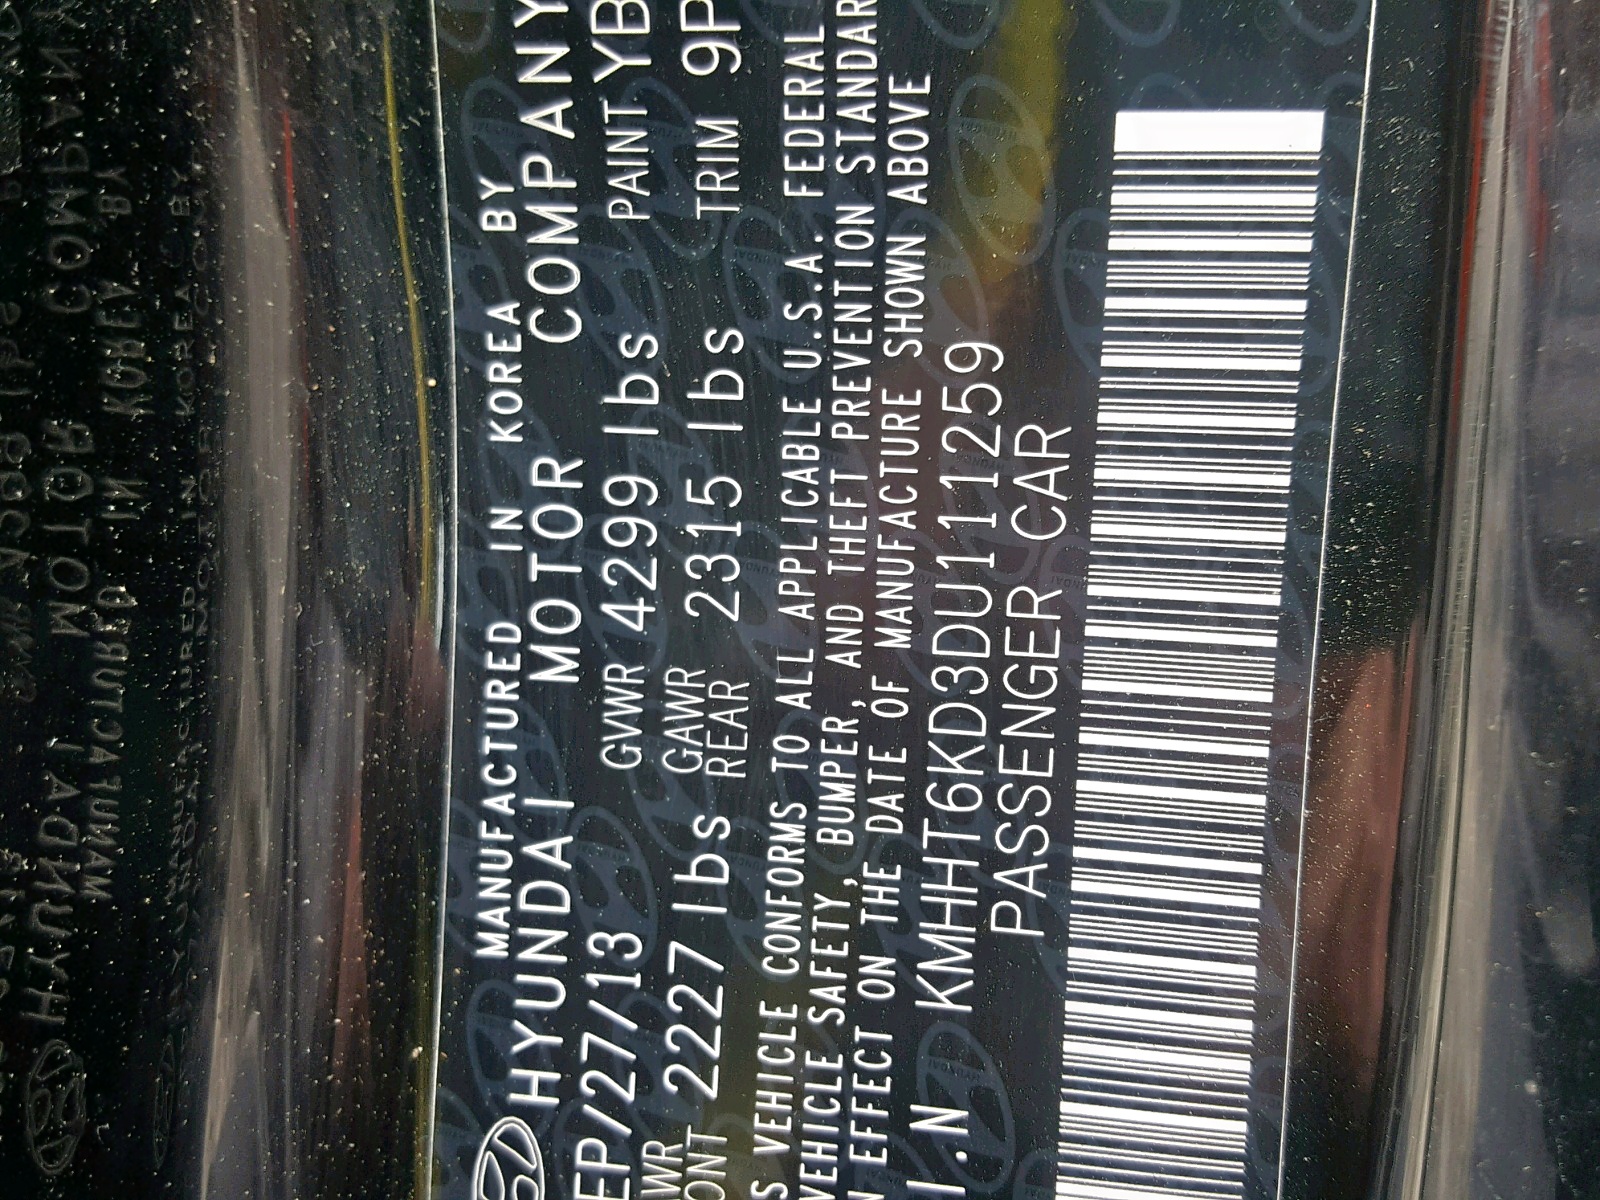 MANUFACTURED IN KOREA BY
HYUNDAI MOTOR COMPANY
EP/27/13 GVWR 4299 lbs PAINT YB
WR
ONT 2227 lbs GAWR
REAR 2315 lbs TRIM 9P
S VEHICLE CONFORMS TO ALL APPLICABLE U.S.A. FEDERAL
VEHICLE SAFETY, BUMPER, AND THEFT PREVENTION STANDAR
N EFFECT ON THE DATE OF MANUFACTURE SHOWN ABOVE
I.N KMHHT6KD3DU111259
PASSENGER CAR